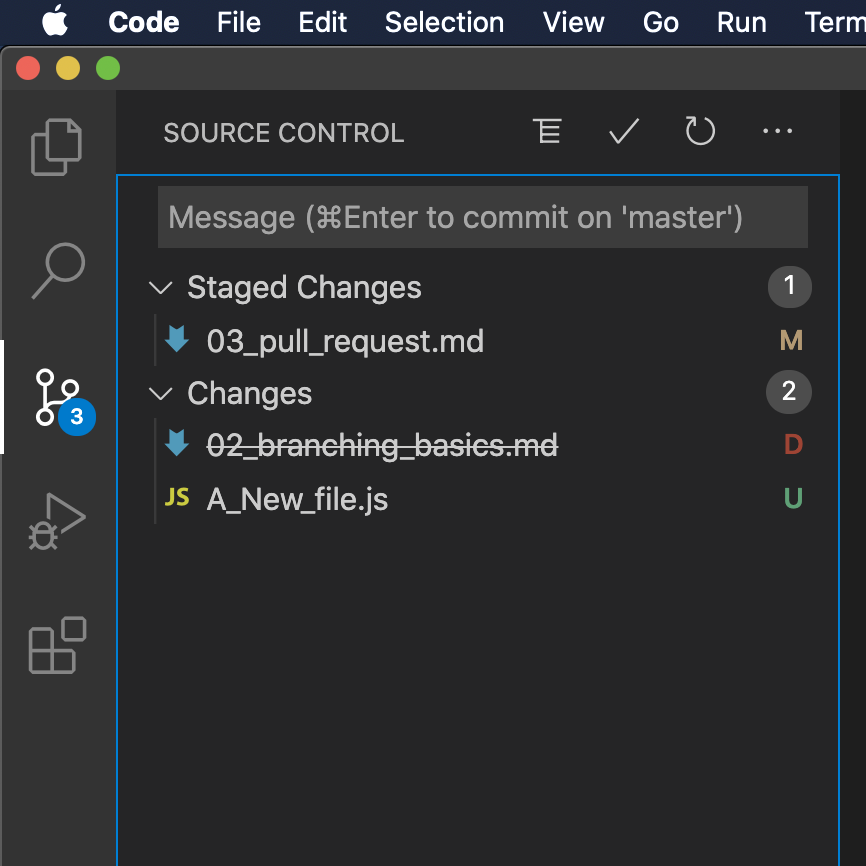 Code File Edit Selection View Go Run Term
SOURCE CONTROL
Message (⌘Enter to commit on 'master')
Staged Changes 1
03_pull_request.md M
Changes 2
3
02_branching_basics.md D
JS A_New_file.js U